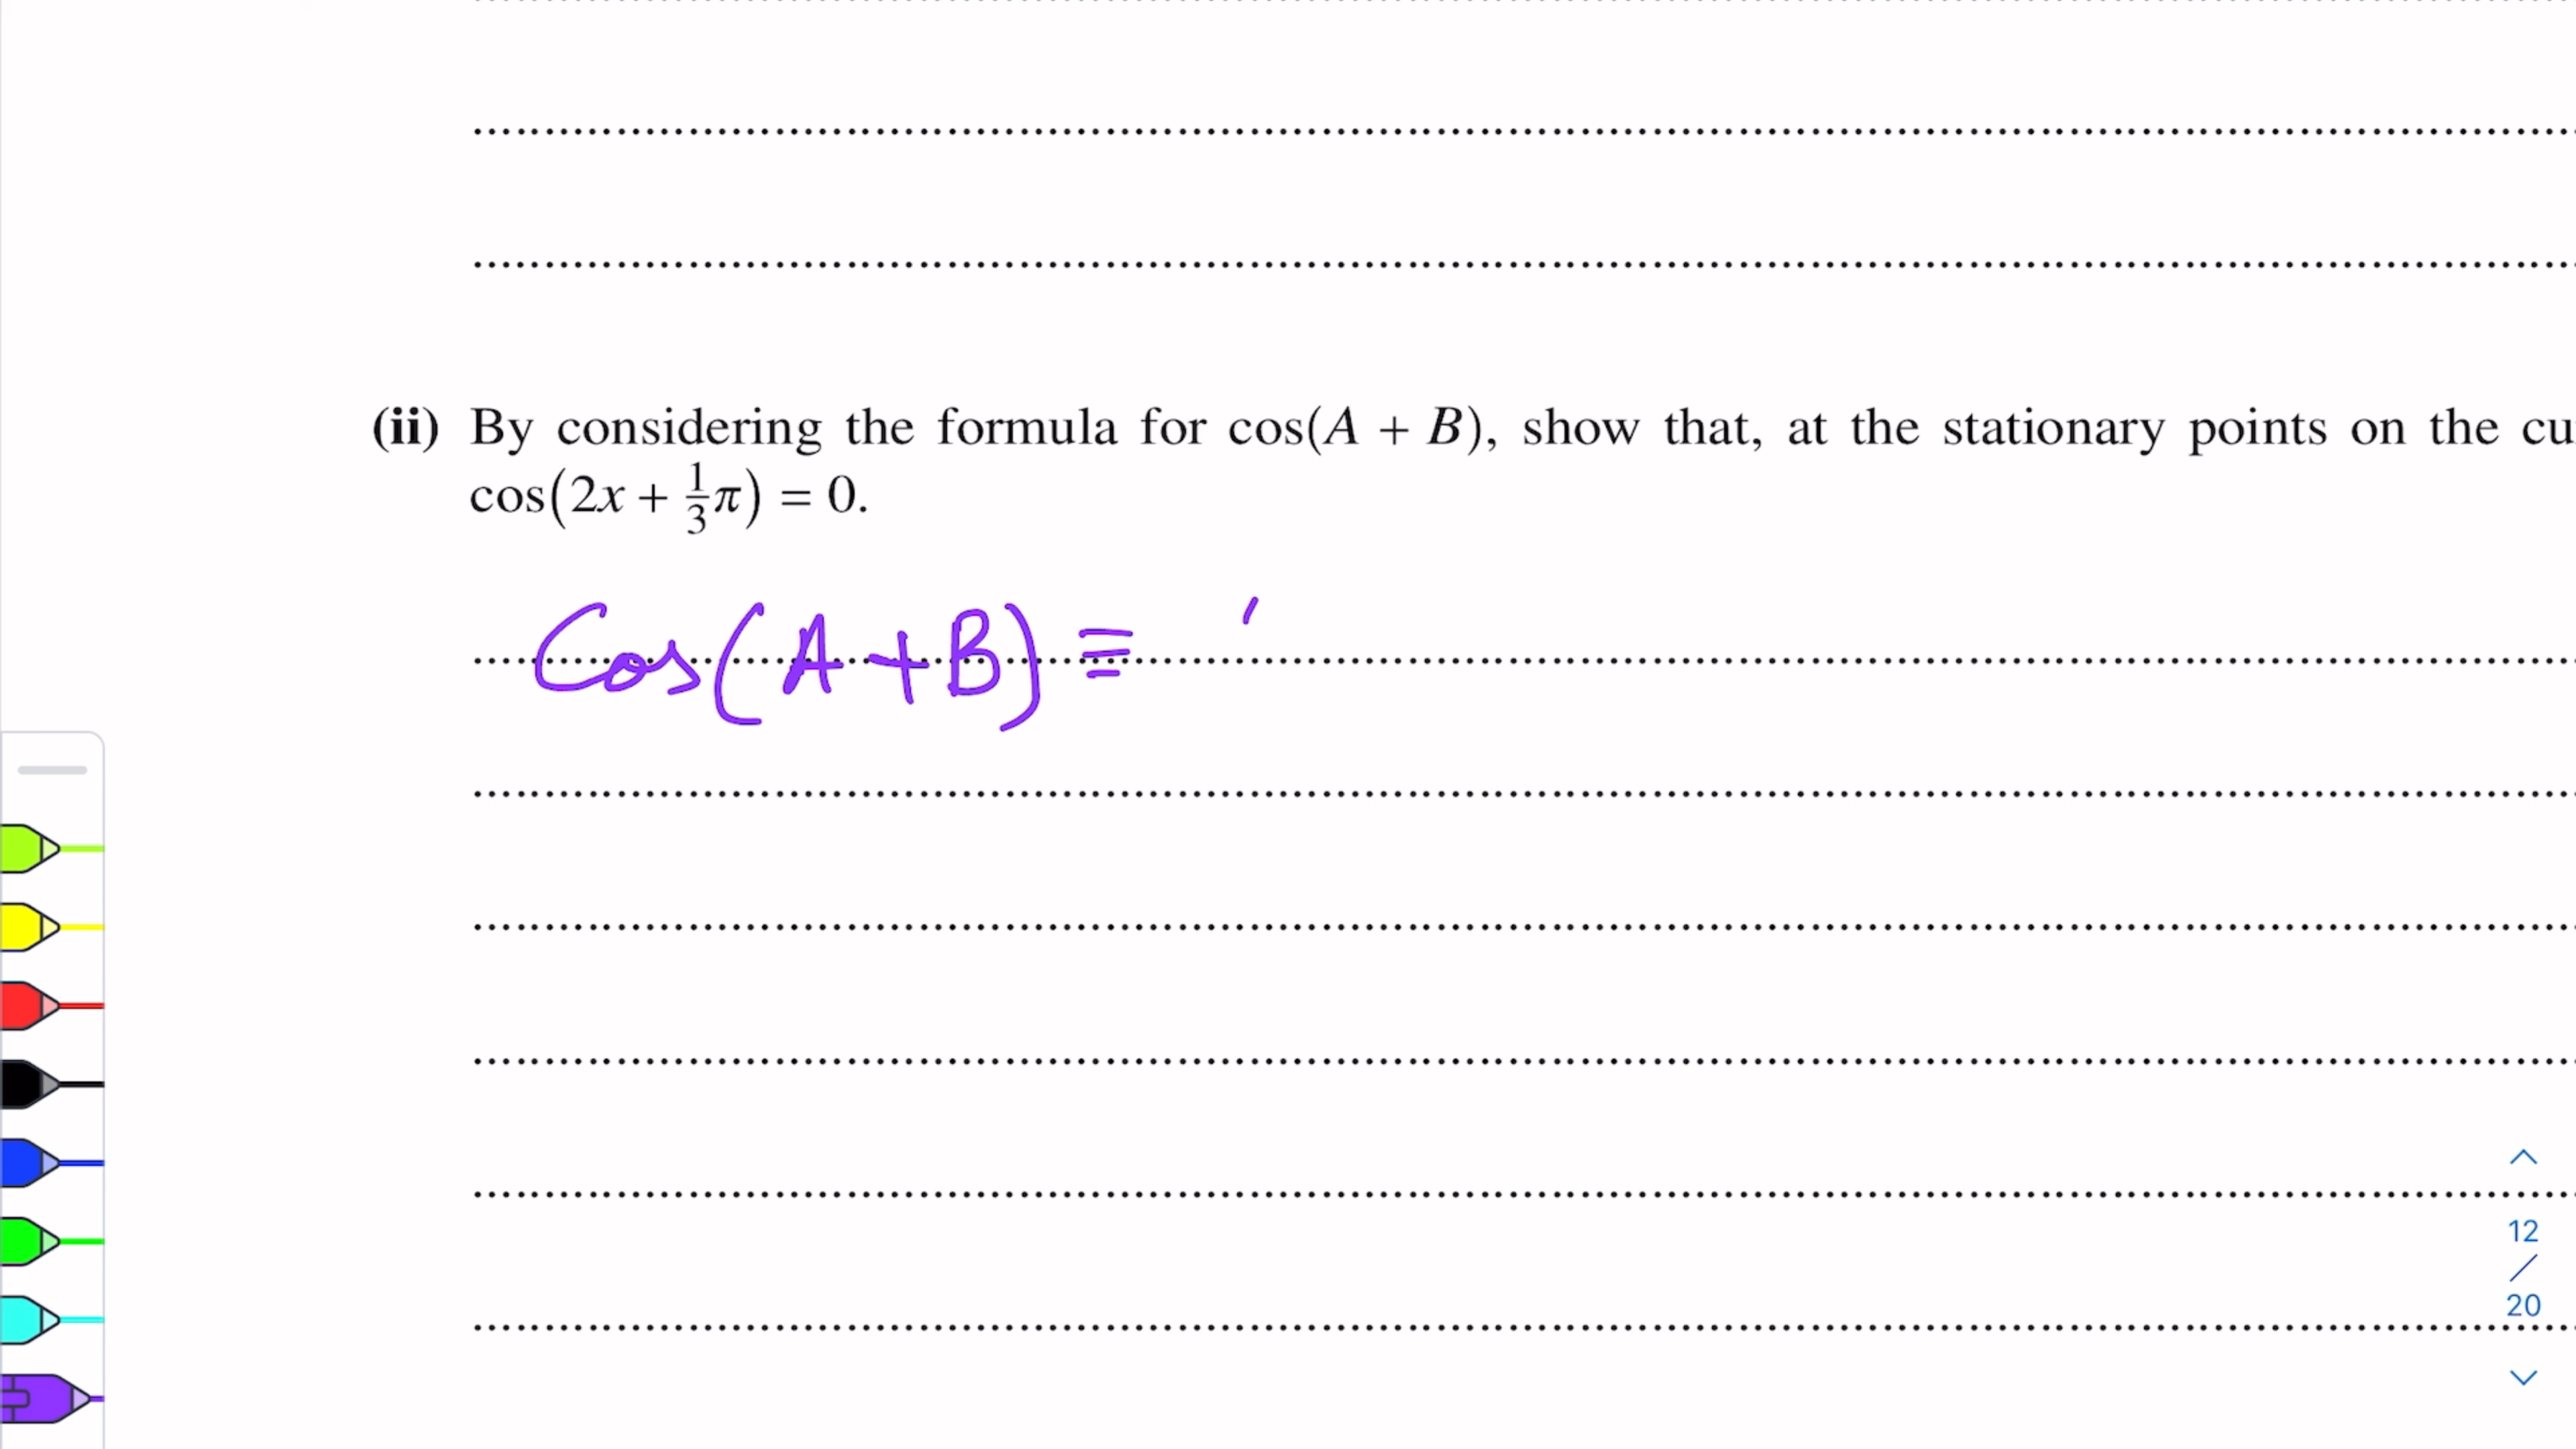 (ii) By considering the formula for cos(A + B), show that, at the stationary points on the cu
cos(2x + 1/3 π) = 0.
Cos(A+B) ≡
12
/
20